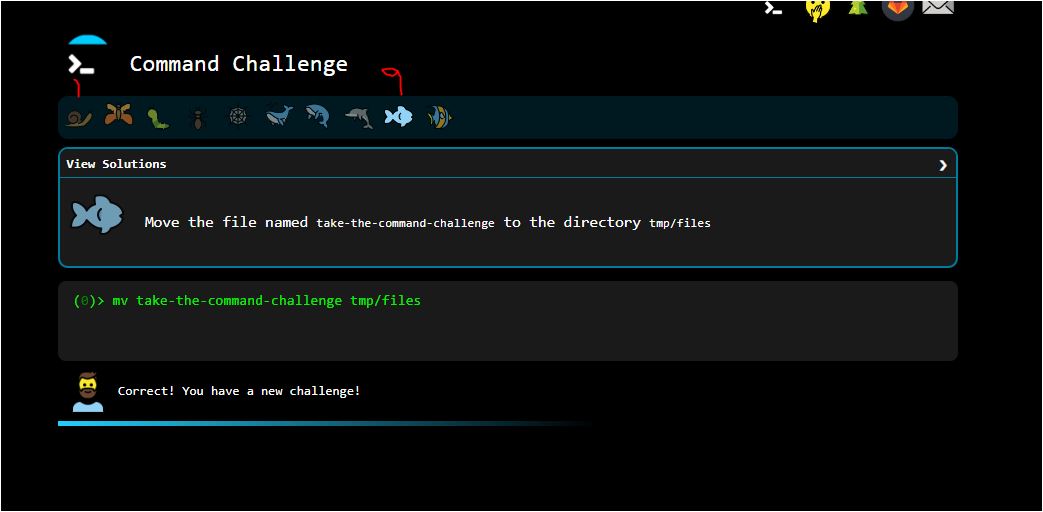 Command Challenge
View Solutions
Move the file named take-the-command-challenge to the directory tmp/files
(0)> mv take-the-command-challenge tmp/files
Correct! You have a new challenge!